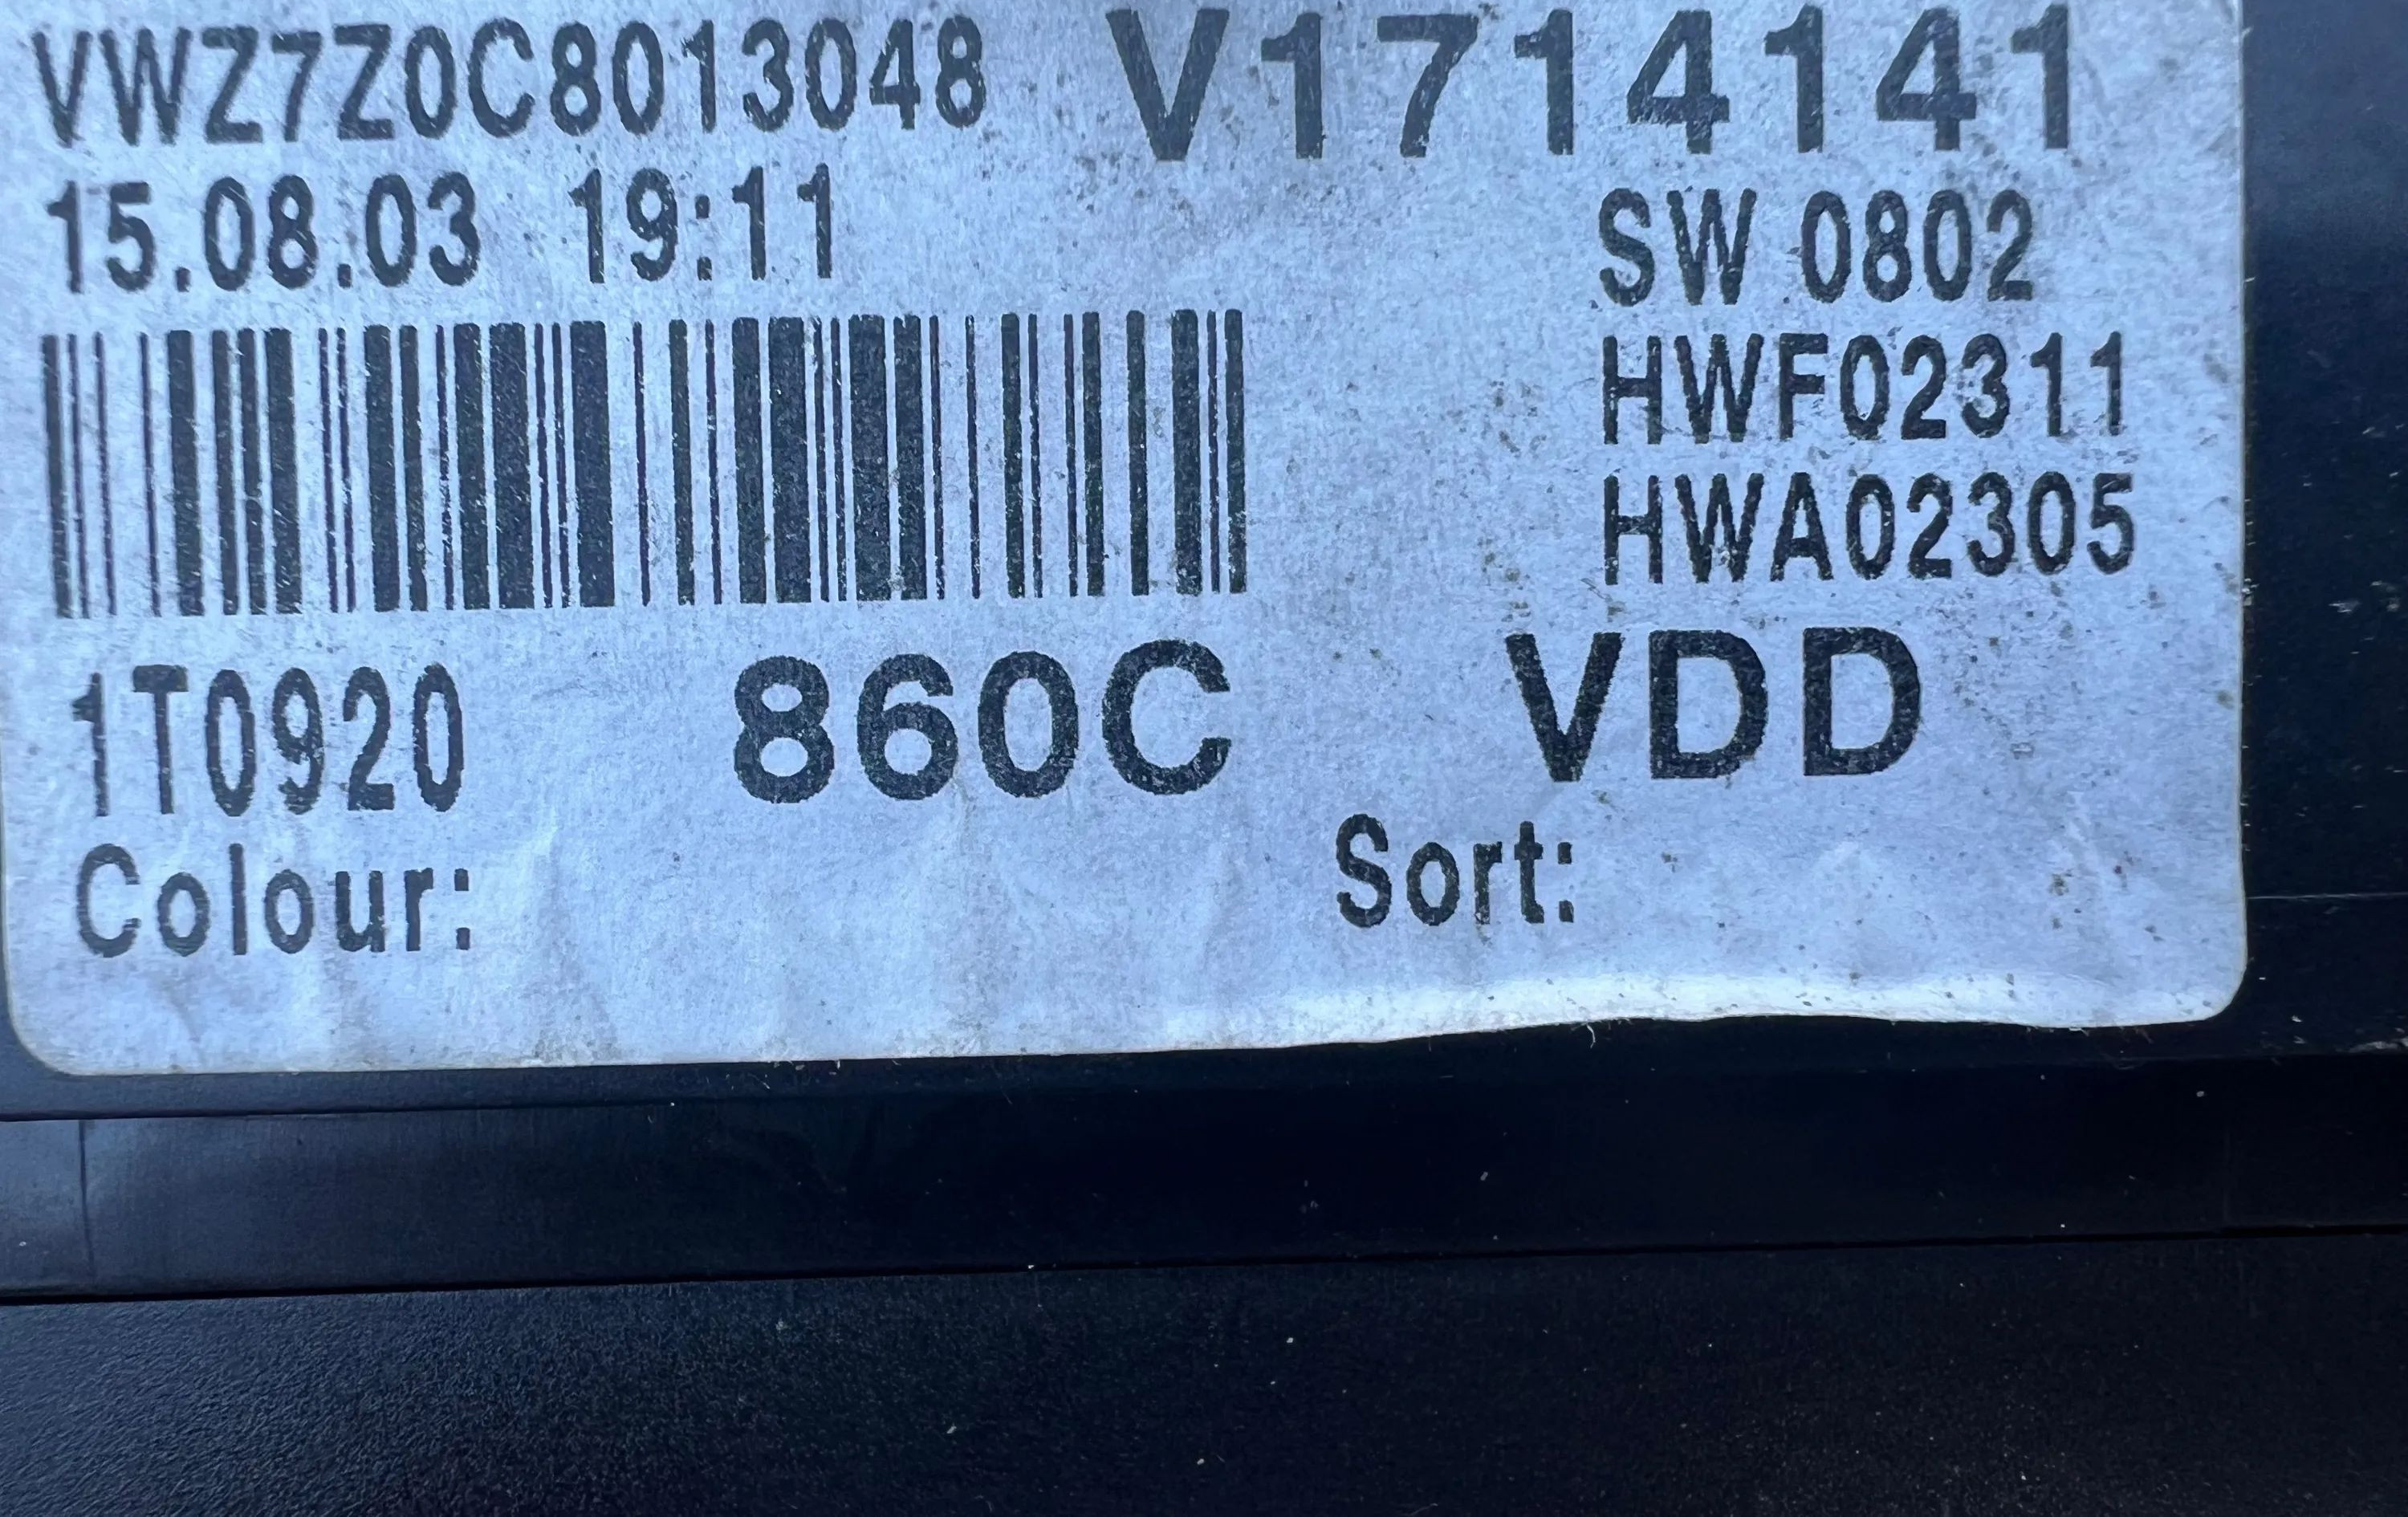 VWZ7Z0C8013048 V1714141
15.08.03 19:11 SW 0802
HWF02311
HWA02305
1T0920 860C VDD
Colour: Sort: